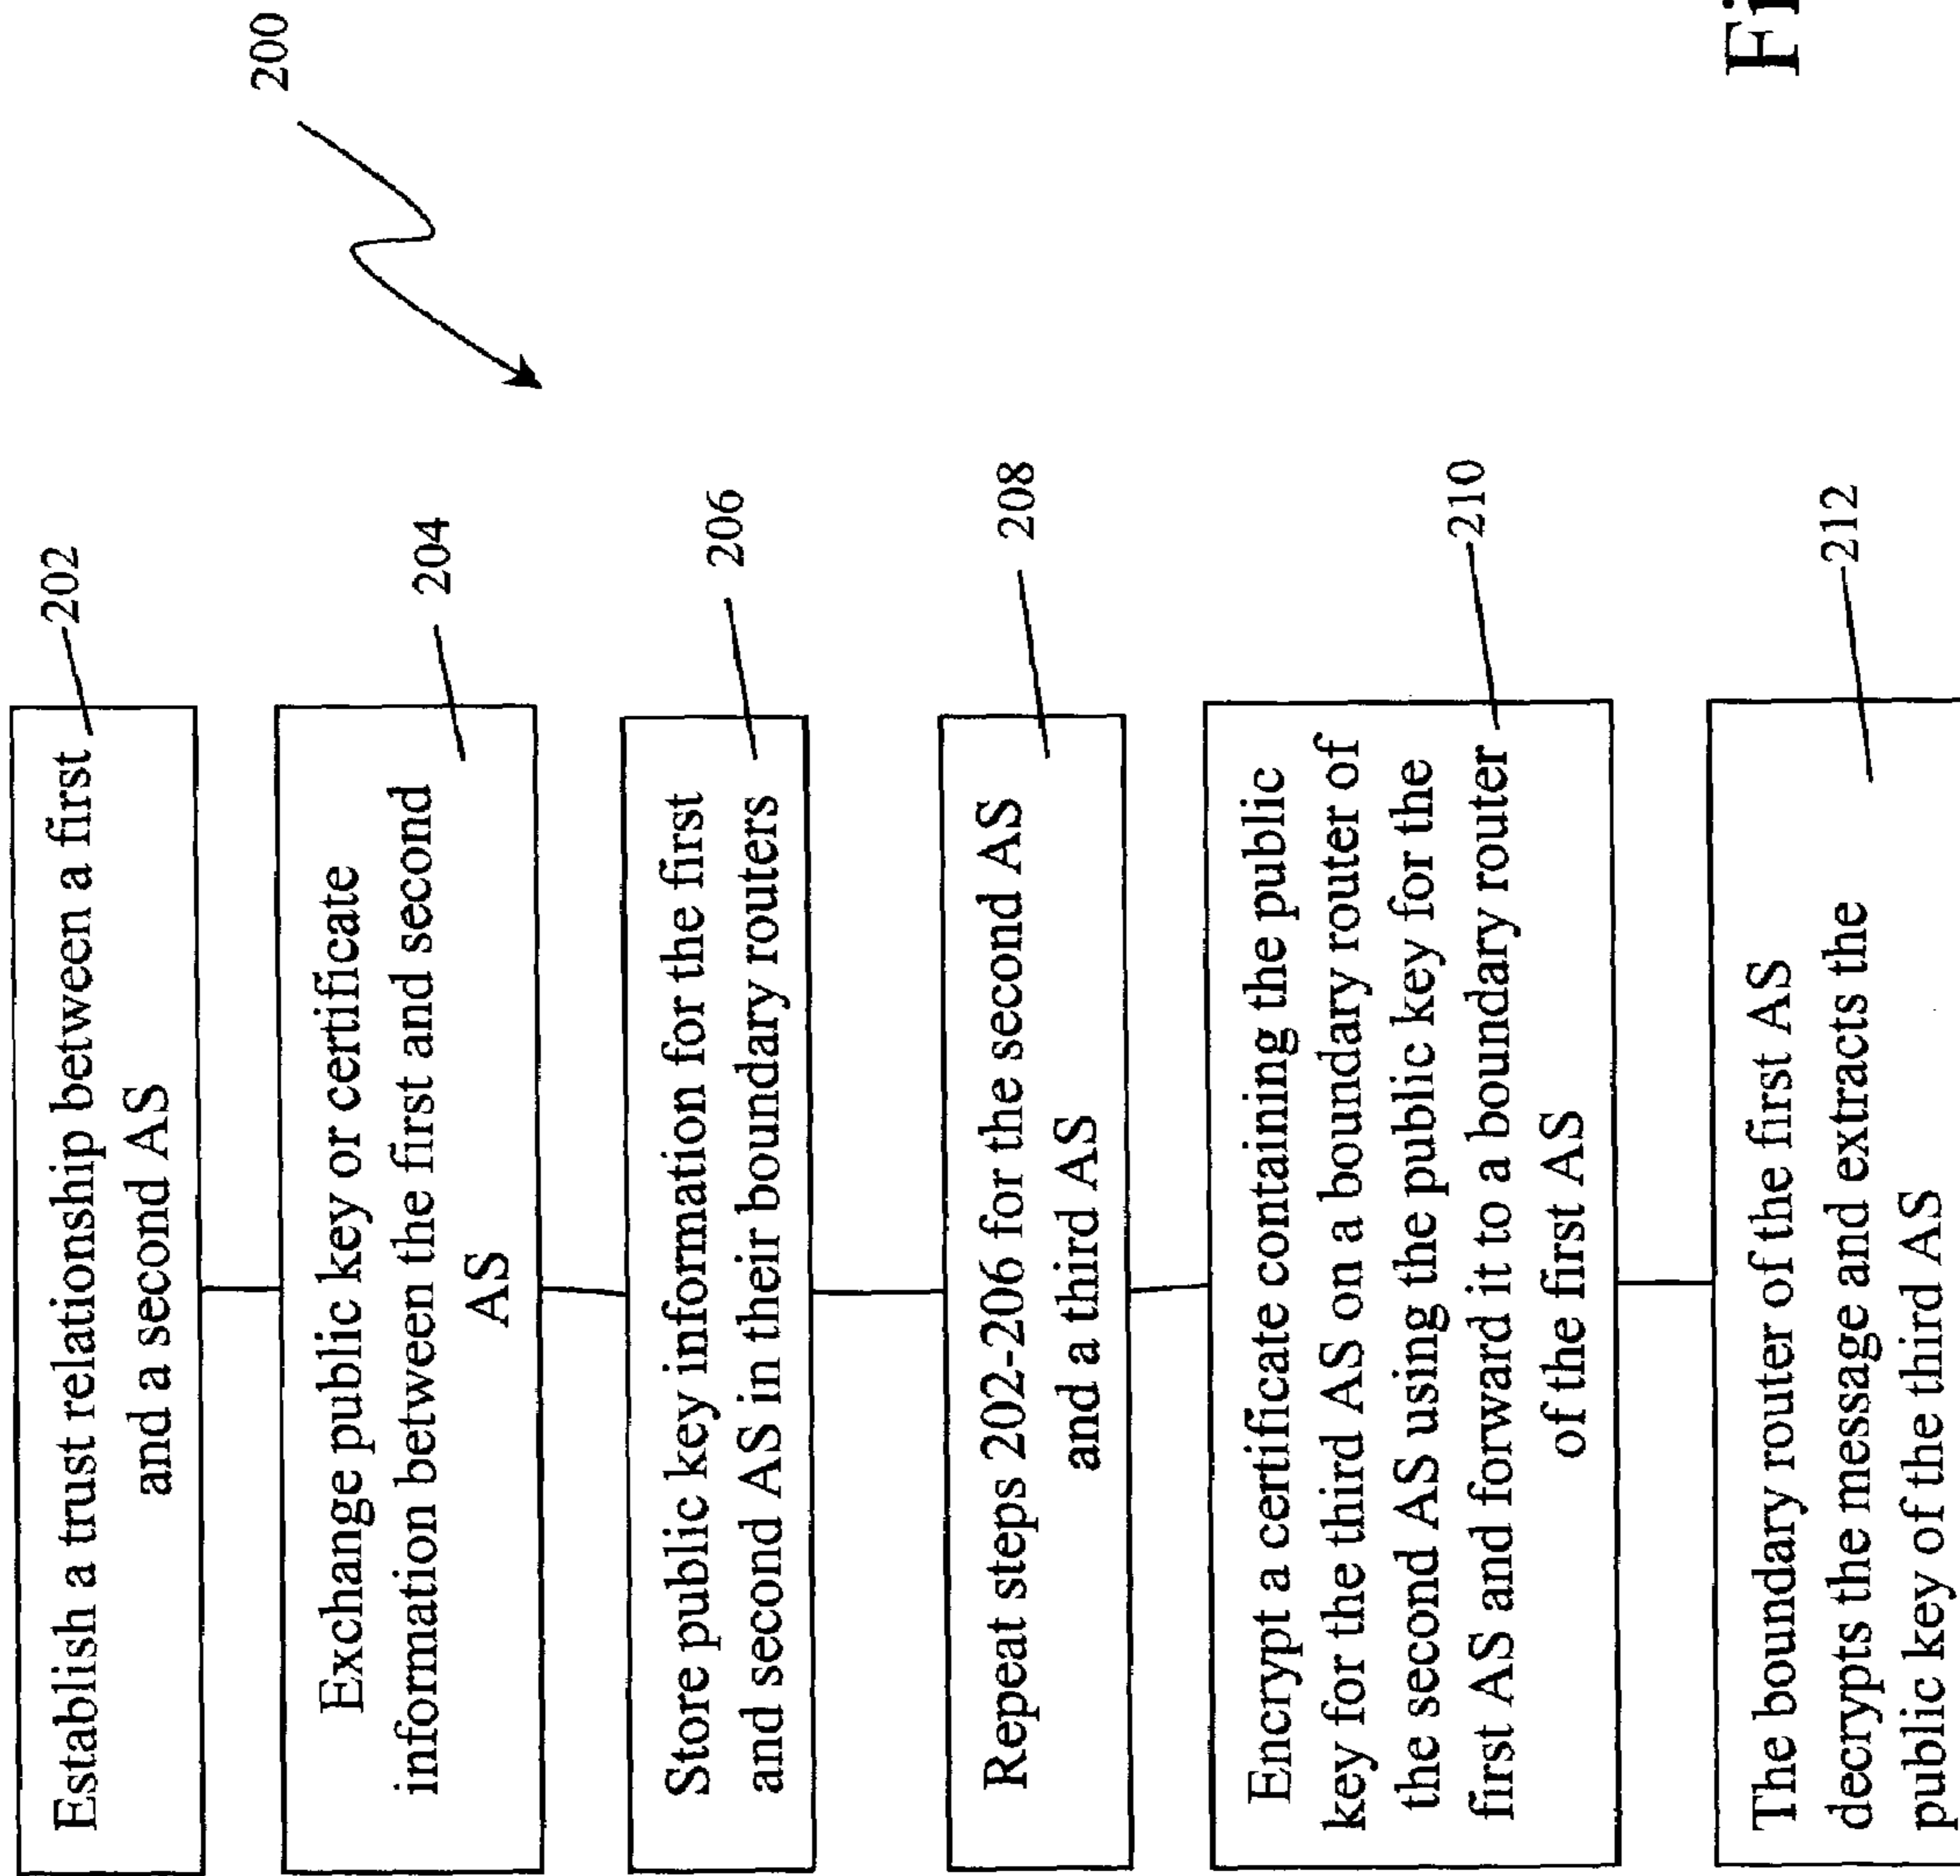 200
Establish a trust relationship between a first
and a second AS
202
Exchange public key or certificate
information between the first and second
AS
204
Store public key information for the first
and second AS in their boundary routers
206
Repeat steps 202-206 for the second AS
and a third AS
208
Encrypt a certificate containing the public
key for the third AS on a boundary router of
the second AS using the public key for the
first AS and forward it to a boundary router
of the first AS
210
The boundary router of the first AS
decrypts the message and extracts the
public key of the third AS
212